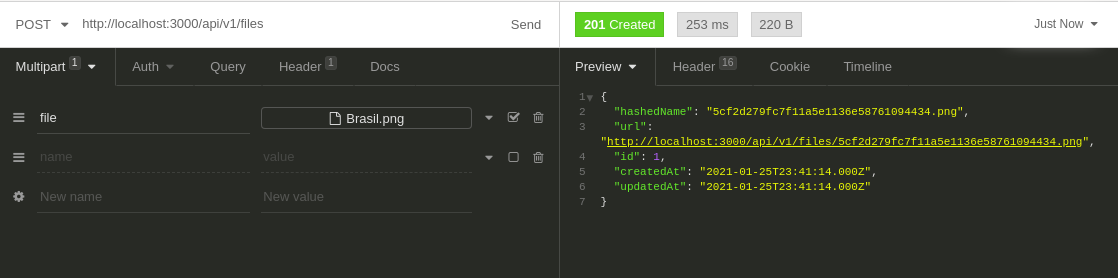 POST http://localhost:3000/api/v1/files Send
201 Created 253 ms 220 B Just Now
Multipart 1 Auth Query Header 1 Docs
Preview Header 16 Cookie Timeline
file Brasil.png
name value
New name New value
1 {
2 "hashedName": "5cf2d279fc7f11a5e1136e58761094434.png",
3 "url":
"http://localhost:3000/api/v1/files/5cf2d279fc7f11a5e1136e58761094434.png",
4 "id": 1,
5 "createdAt": "2021-01-25T23:41:14.000Z",
6 "updatedAt": "2021-01-25T23:41:14.000Z"
7 }